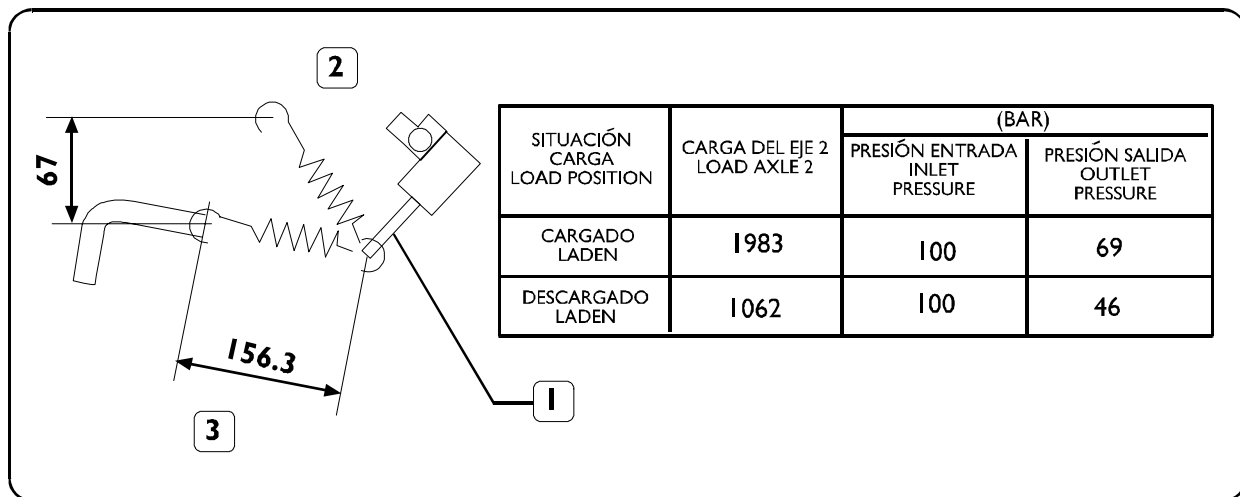 2
67
156.3
3
1
SITUACIÓN
CARGA
LOAD POSITION
CARGA DEL EJE 2
LOAD AXLE 2
(BAR)
PRESIÓN ENTRADA
INLET
PRESSURE
PRESIÓN SALIDA
OUTLET
PRESSURE
CARGADO
LADEN
1983
100
69
DESCARGADO
LADEN
1062
100
46